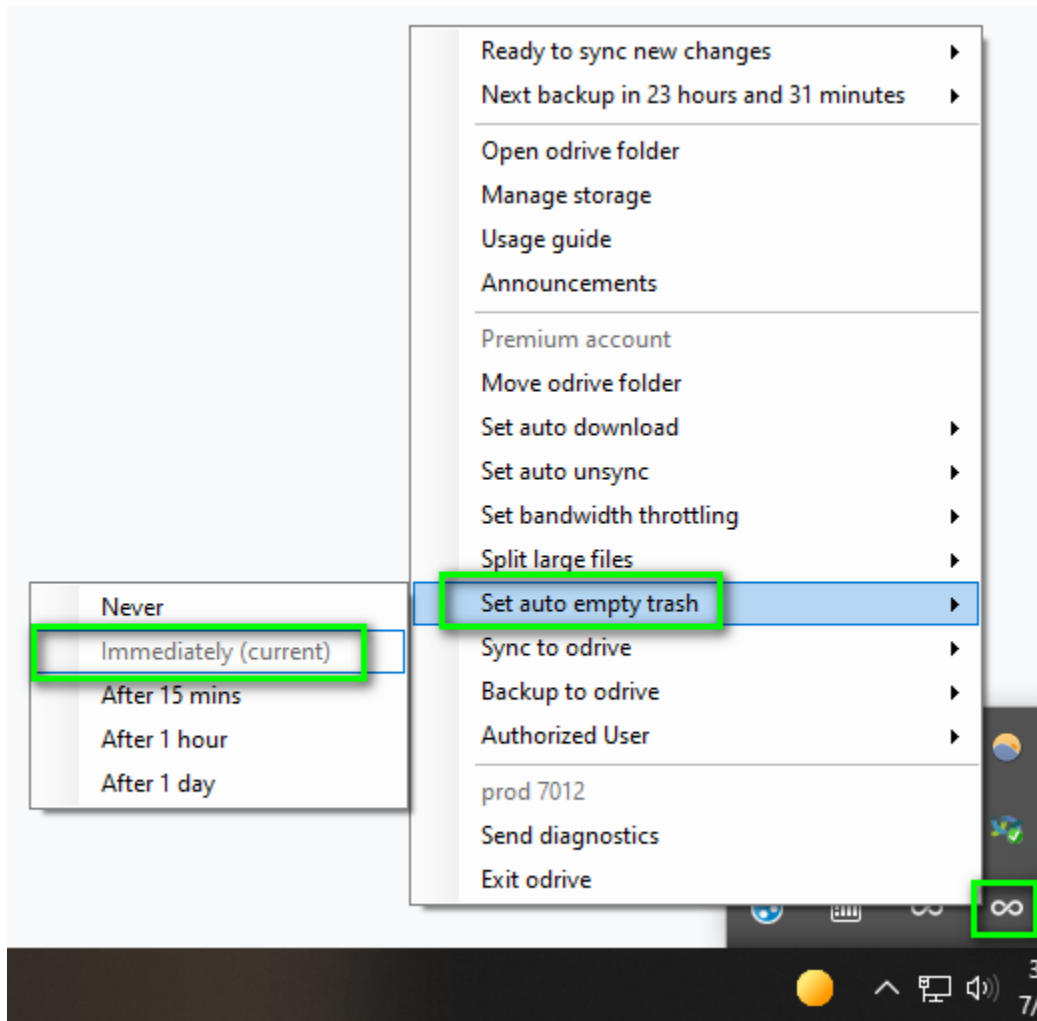 Ready to sync new changes
Next backup in 23 hours and 31 minutes
Open odrive folder
Manage storage
Usage guide
Announcements
Premium account
Move odrive folder
Set auto download
Set auto unsync
Set bandwidth throttling
Split large files
Set auto empty trash
Sync to odrive
Backup to odrive
Authorized User
prod 7012
Send diagnostics
Exit odrive
Never
Immediately (current)
After 15 mins
After 1 hour
After 1 day
3
7/